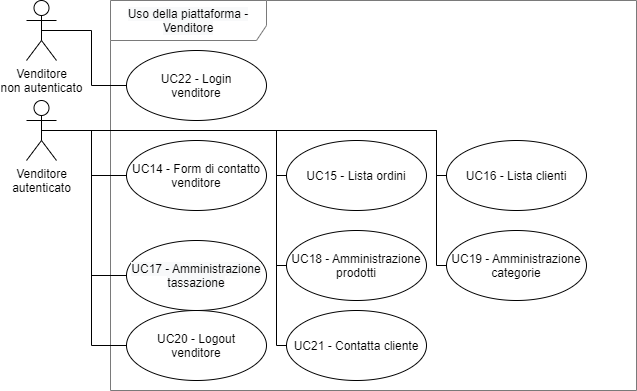 Uso della piattaforma -
Venditore
Venditore
non autenticato
UC22 - Login
venditore
Venditore
autenticato
UC14 - Form di contatto
venditore
UC15 - Lista ordini
UC16 - Lista clienti
UC17 - Amministrazione
tassazione
UC18 - Amministrazione
prodotti
UC19 - Amministrazione
categorie
UC20 - Logout
venditore
UC21 - Contatta cliente